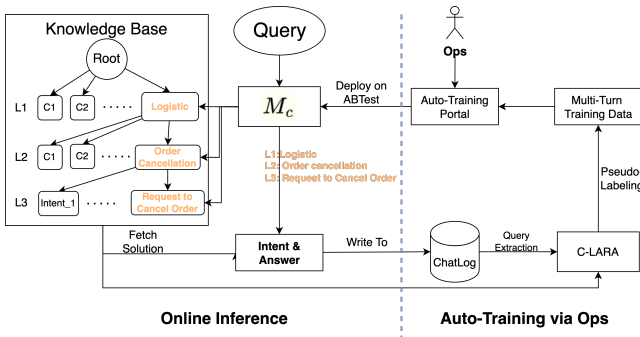 Knowledge Base
Root
L1
C1
C2
......
Logistic
L2
C1
C2
......
Order
Cancellation
L3
Intent_1
......
Request to
Cancel Order
Query
M_c
L1:Logistic
L2: Order cancellation
L3: Request to Cancel Order
Deploy on
ABTest
Ops
Auto-Training
Portal
Multi-Turn
Training Data
Pseudo-
Labeling
Fetch
Solution
Intent &
Answer
Write To
ChatLog
Query
Extraction
C-LARA
Online Inference
Auto-Training via Ops